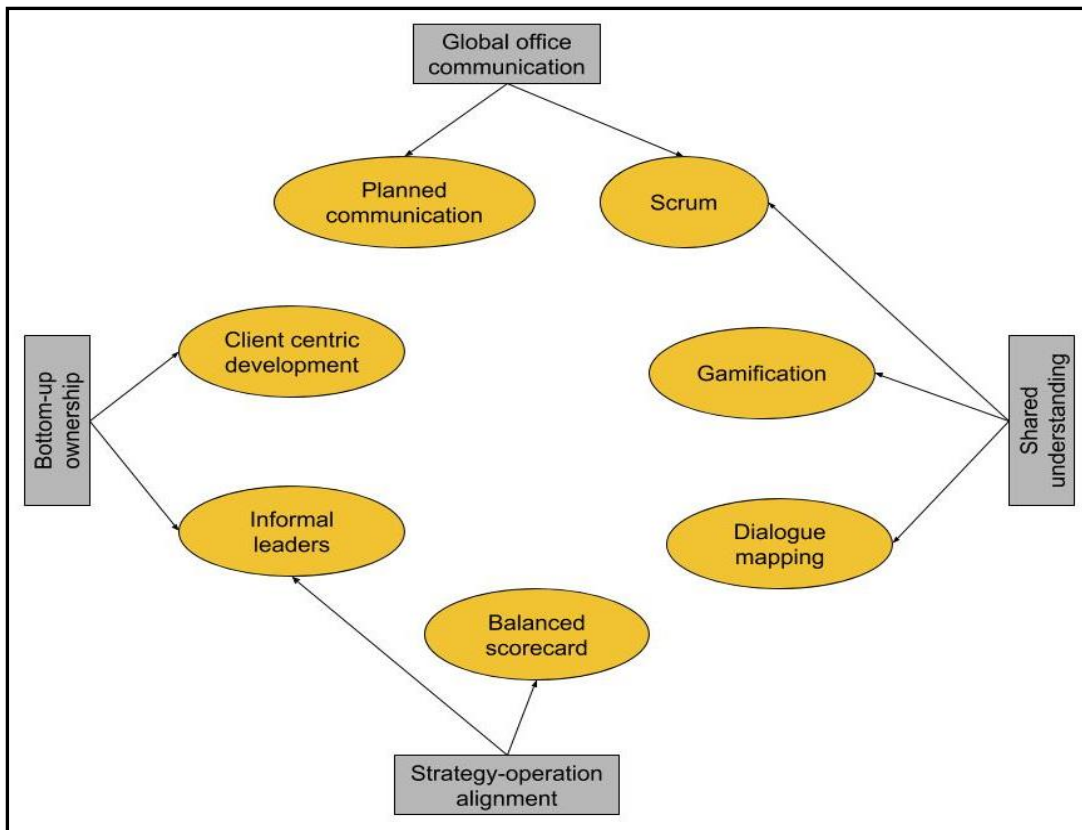 Global office
communication
Planned
communication
Scrum
Client centric
development
Gamification
Bottom-up
ownership
Shared
understanding
Informal
leaders
Dialogue
mapping
Balanced
scorecard
Strategy-operation
alignment